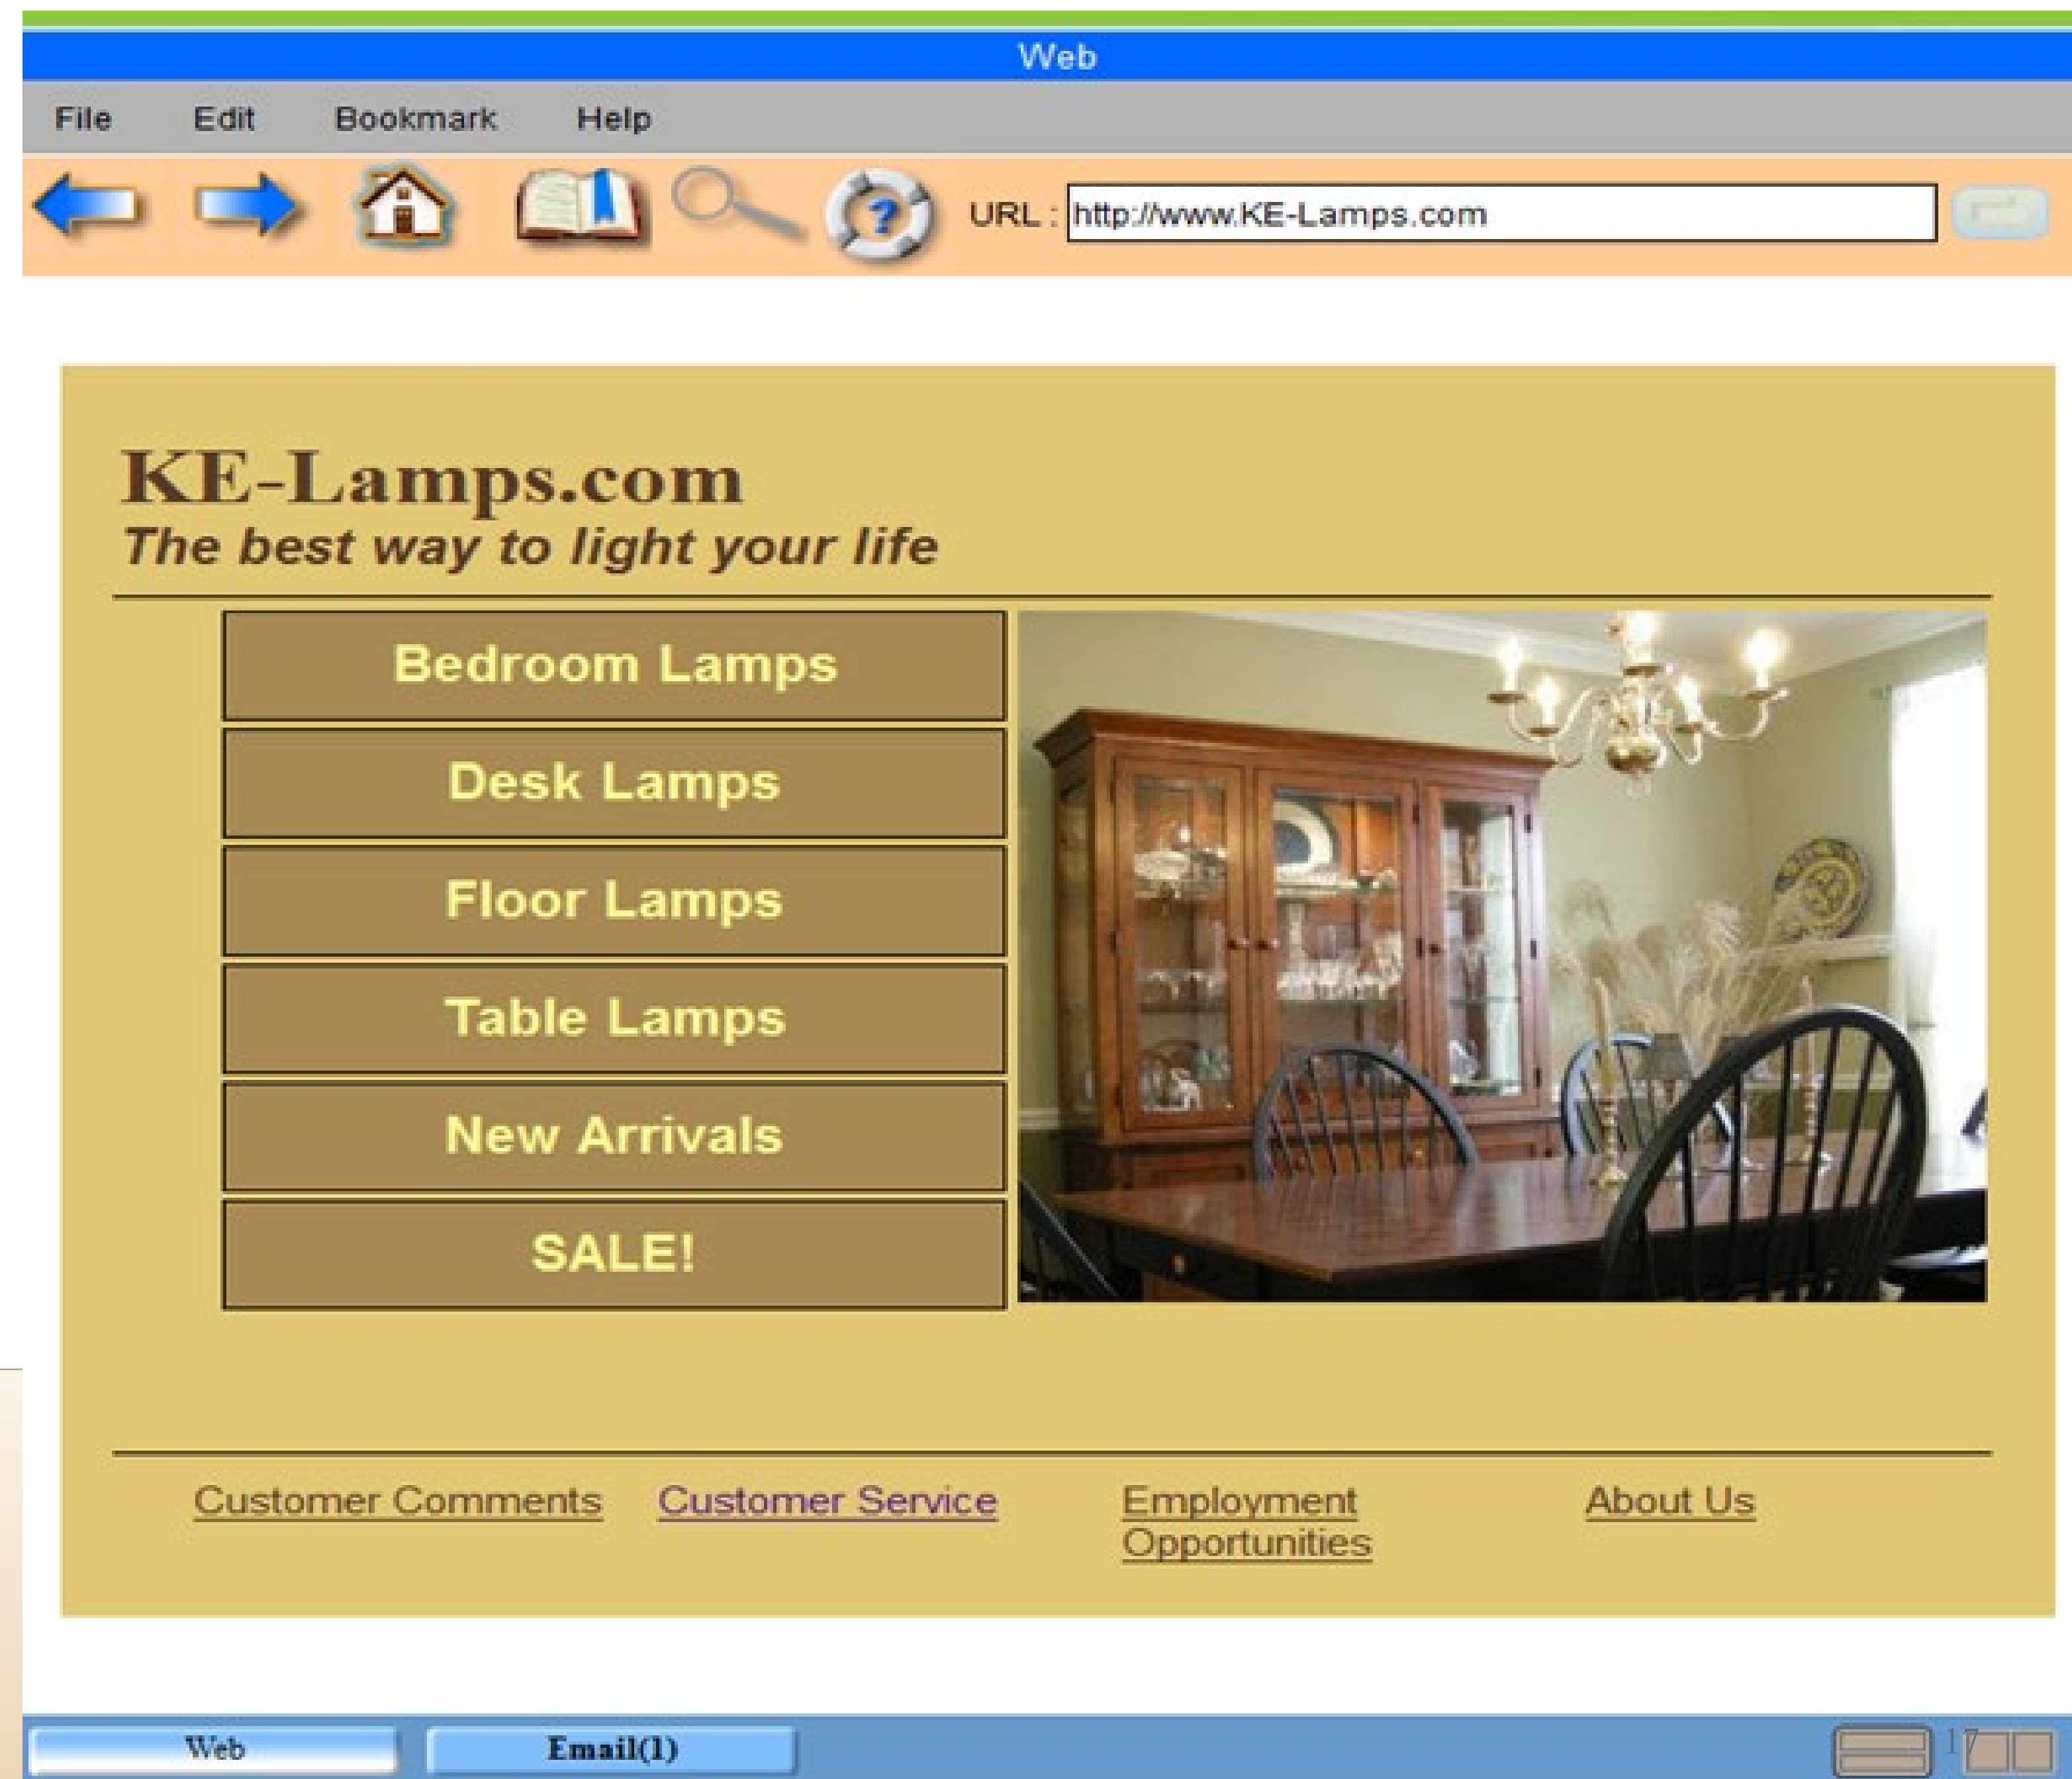 Web
File Edit Bookmark Help
? URL : http://www.KE-Lamps.com
KE-Lamps.com
The best way to light your life
Bedroom Lamps
Desk Lamps
Floor Lamps
Table Lamps
New Arrivals
SALE!
Customer Comments Customer Service Employment About Us
Opportunities
Web Email(1) 17